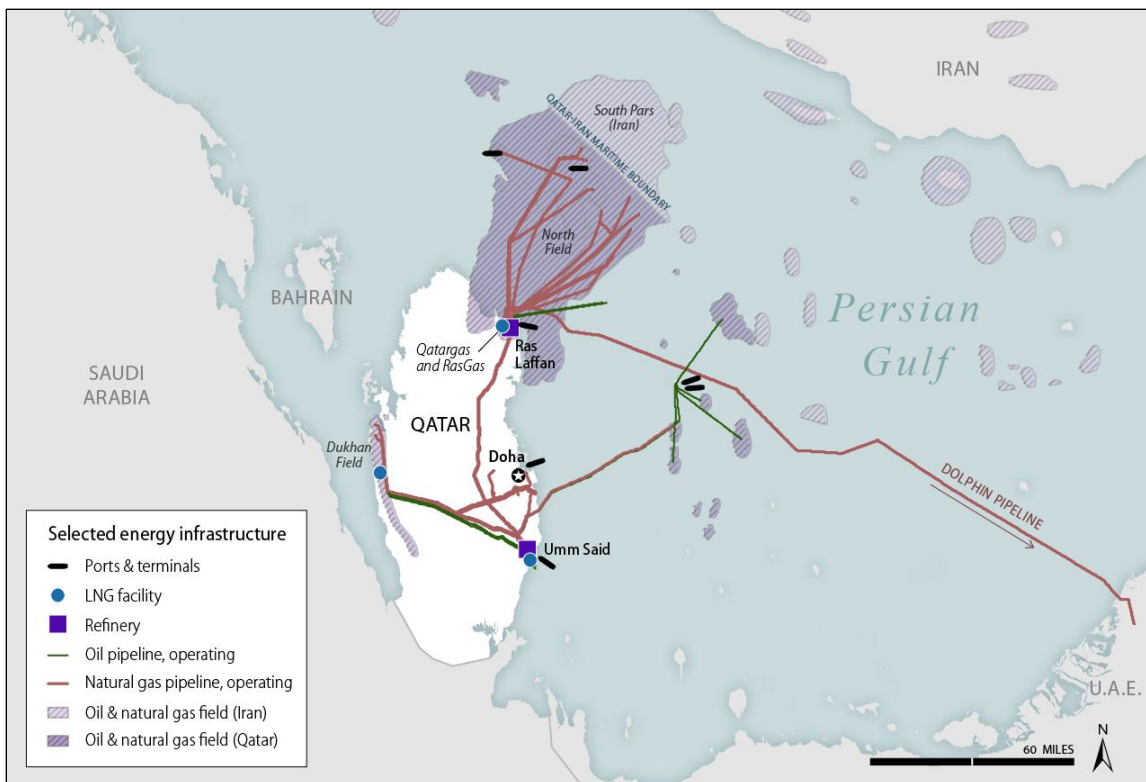 IRAN
South Pars
(Iran)
QATAR-IRAN MARITIME BOUNDARY
North
Field
BAHRAIN
Persian
Gulf
Qatargas
and RasGas
Ras
Laffan
SAUDI
ARABIA
QATAR
Dukhan
Field
Doha
DOLPHIN PIPELINE
Umm Said
U.A.E.
Selected energy infrastructure
Ports & terminals
LNG facility
Refinery
Oil pipeline, operating
Natural gas pipeline, operating
Oil & natural gas field (Iran)
Oil & natural gas field (Qatar)
60 MILES
N